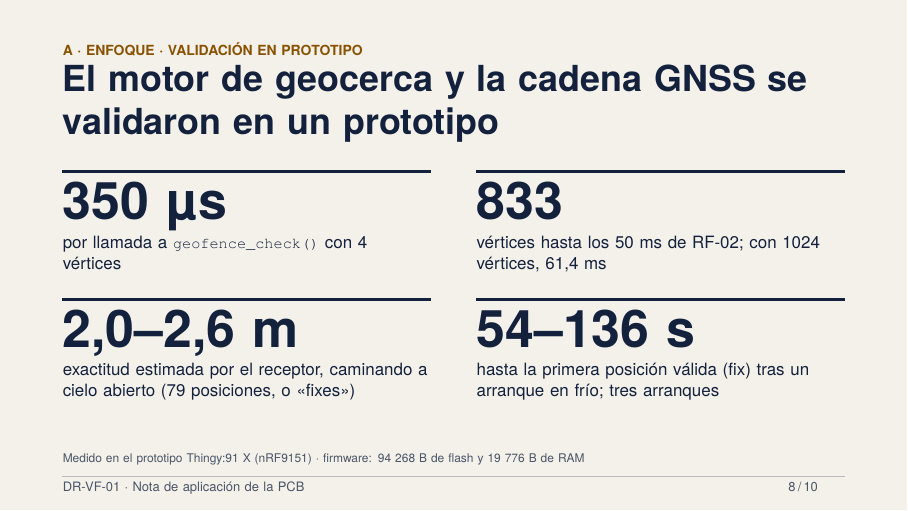 A · ENFOQUE · VALIDACIÓN EN PROTOTIPO
El motor de geocerca y la cadena GNSS se
validaron en un prototipo
350 µs
por llamada a geofence_check() con 4
vértices
833
vértices hasta los 50 ms de RF-02; con 1024
vértices, 61,4 ms
2,0–2,6 m
exactitud estimada por el receptor, caminando a
cielo abierto (79 posiciones, o «fixes»)
54–136 s
hasta la primera posición válida (fix) tras un
arranque en frío; tres arranques
Medido en el prototipo Thingy:91 X (nRF9151) · firmware: 94 268 B de flash y 19 776 B de RAM
DR-VF-01 · Nota de aplicación de la PCB
8 / 10